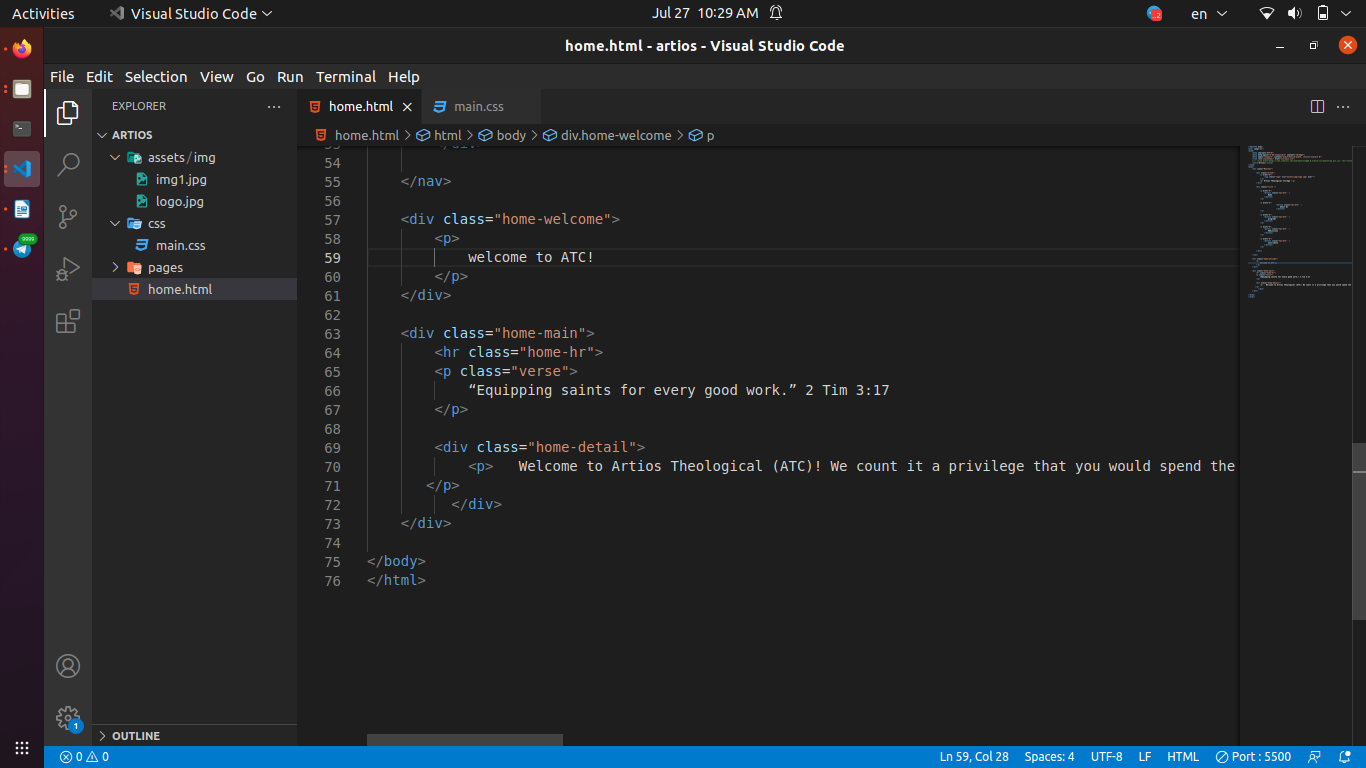 Activities Visual Studio Code Jul 27 10:29 AM en
home.html - artios - Visual Studio Code
File Edit Selection View Go Run Terminal Help
EXPLORER ··· home.html main.css ···
ARTIOS home.html > html > body > div.home-welcome > p
assets/img
img1.jpg
logo.jpg
css
main.css
pages
home.html
54
55 </nav>
56
57 <div class="home-welcome">
58 <p>
59 welcome to ATC!
60 </p>
61 </div>
62
63 <div class="home-main">
64 <hr class="home-hr">
65 <p class="verse">
66 “Equipping saints for every good work.” 2 Tim 3:17
67 </p>
68
69 <div class="home-detail">
70 <p> Welcome to Artios Theological (ATC)! We count it a privilege that you would spend the
71 </p>
72 </div>
73 </div>
74
75 </body>
76 </html>
1
OUTLINE
0 0 Ln 59, Col 28 Spaces: 4 UTF-8 LF HTML Port : 5500